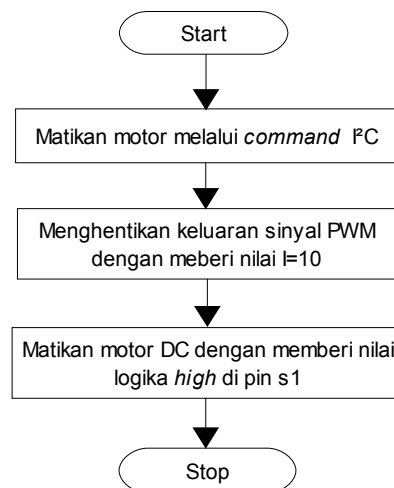 Start
Matikan motor melalui command I²C
Menghentikan keluaran sinyal PWM
dengan meberi nilai I=10
Matikan motor DC dengan memberi nilai
logika high di pin s1
Stop